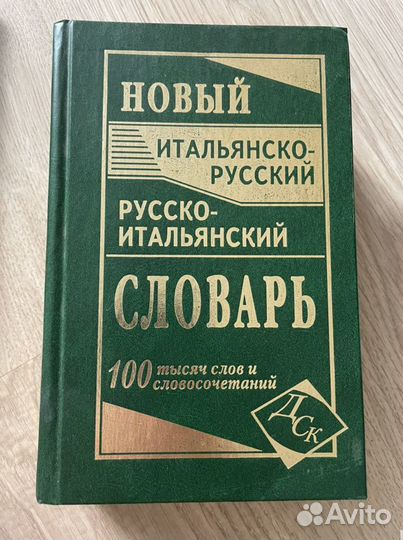 НОВЫЙ
ИТАЛЬЯНСКО-
РУССКИЙ
РУССКО-
ИТАЛЬЯНСКИЙ
СЛОВАРЬ
100 тысяч слов и
словосочетаний
ДСК
Avito